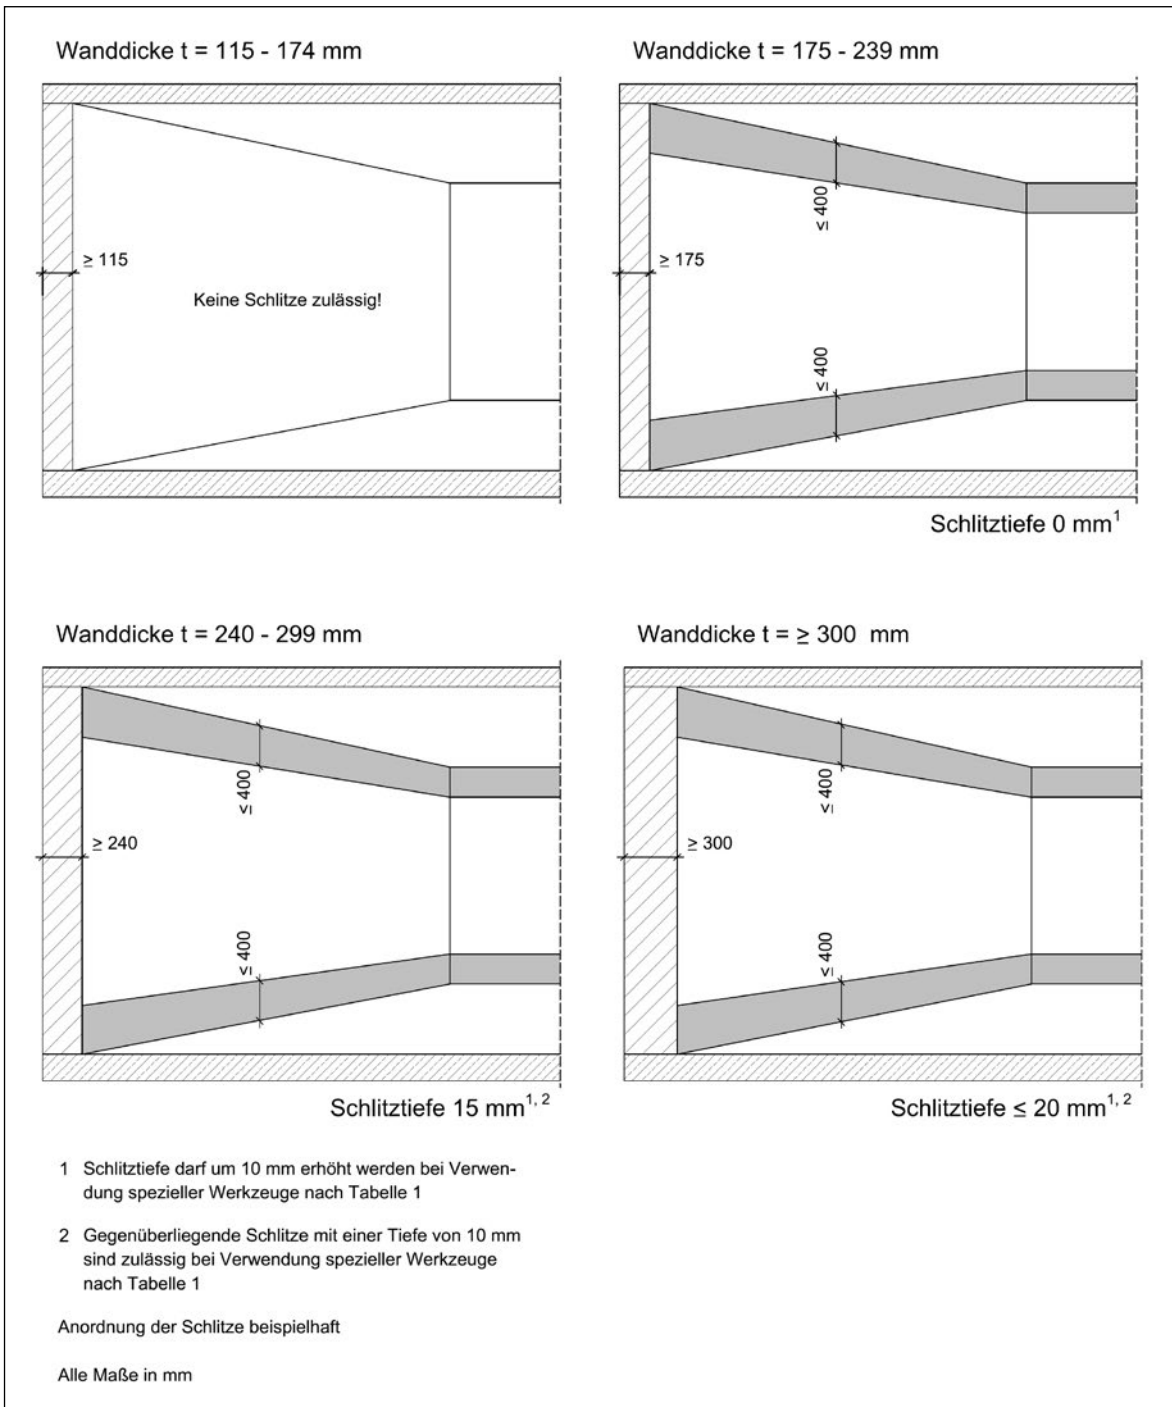 Wanddicke t = 115 - 174 mm
≥ 115
Keine Schlitze zulässig!
Wanddicke t = 175 - 239 mm
≤ 400
≥ 175
≤ 400
Schlitztiefe 0 mm¹
Wanddicke t = 240 - 299 mm
≤ 400
≥ 240
≤ 400
Schlitztiefe 15 mm¹, ²
Wanddicke t = ≥ 300 mm
≤ 400
≥ 300
≤ 400
Schlitztiefe ≤ 20 mm¹, ²
1 Schlitztiefe darf um 10 mm erhöht werden bei Verwen-
dung spezieller Werkzeuge nach Tabelle 1
2 Gegenüberliegende Schlitze mit einer Tiefe von 10 mm
sind zulässig bei Verwendung spezieller Werkzeuge
nach Tabelle 1
Anordnung der Schlitze beispielhaft
Alle Maße in mm